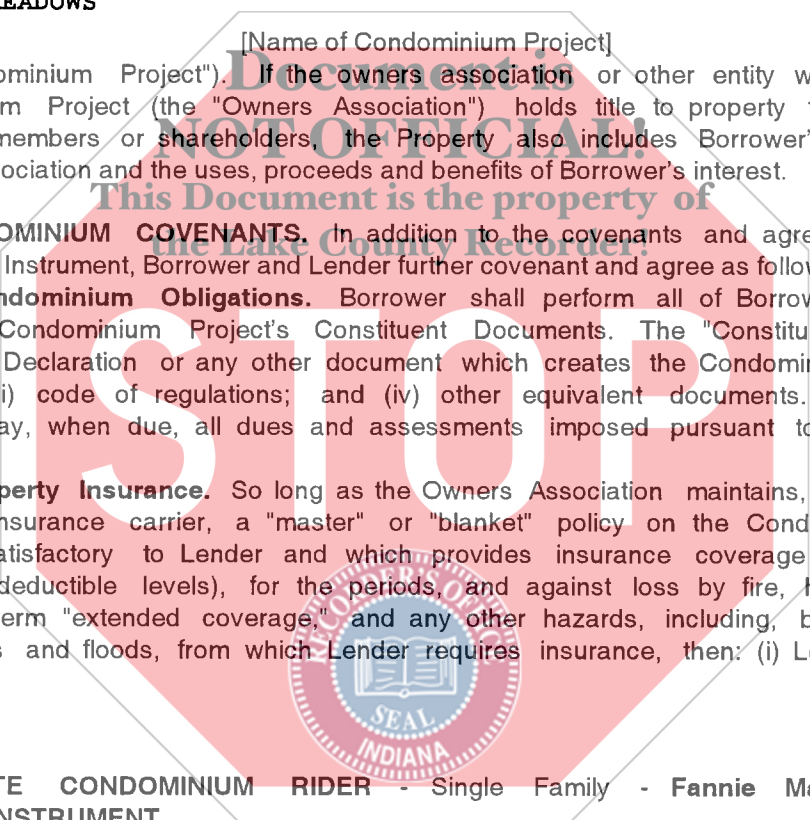 MEADOWS
[Name of Condominium Project]
ominium Project"). If the owners association or other entity w
m Project (the "Owners Association") holds title to property
members or shareholders, the Property also includes Borrower'
ociation and the uses, proceeds and benefits of Borrower's interest.
OMINIUM COVENANTS. In addition to the covenants and agre
Instrument, Borrower and Lender further covenant and agree as follow
ndominium Obligations. Borrower shall perform all of Borrow
Condominium Project's Constituent Documents. The "Constitu
Declaration or any other document which creates the Condomin
i) code of regulations; and (iv) other equivalent documents.
ay, when due, all dues and assessments imposed pursuant to
perty Insurance. So long as the Owners Association maintains,
nsurance carrier, a "master" or "blanket" policy on the Cond
atisfactory to Lender and which provides insurance coverage
deductible levels), for the periods, and against loss by fire, h
erm "extended coverage," and any other hazards, including, b
s and floods, from which Lender requires insurance, then: (i) L
TE CONDOMINIUM RIDER - Single Family - Fannie Ma
NSTRUMENT
Document is
NOT OFFICIAL!
This Document is the property of
the Lake County Recorder!
STOP
RECORDER'S OFFICE
SEAL
INDIANA